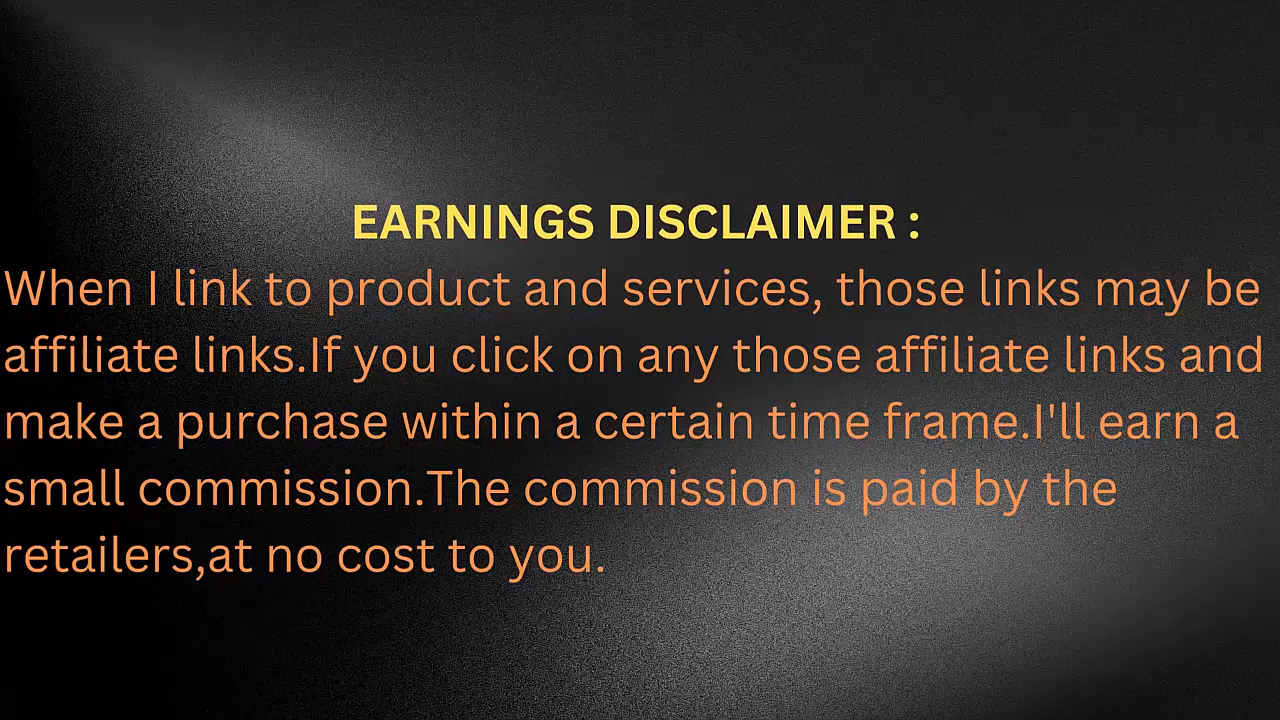 EARNINGS DISCLAIMER :
When I link to product and services, those links may be
affiliate links.If you click on any those affiliate links and
make a purchase within a certain time frame.I'll earn a
small commission.The commission is paid by the
retailers,at no cost to you.